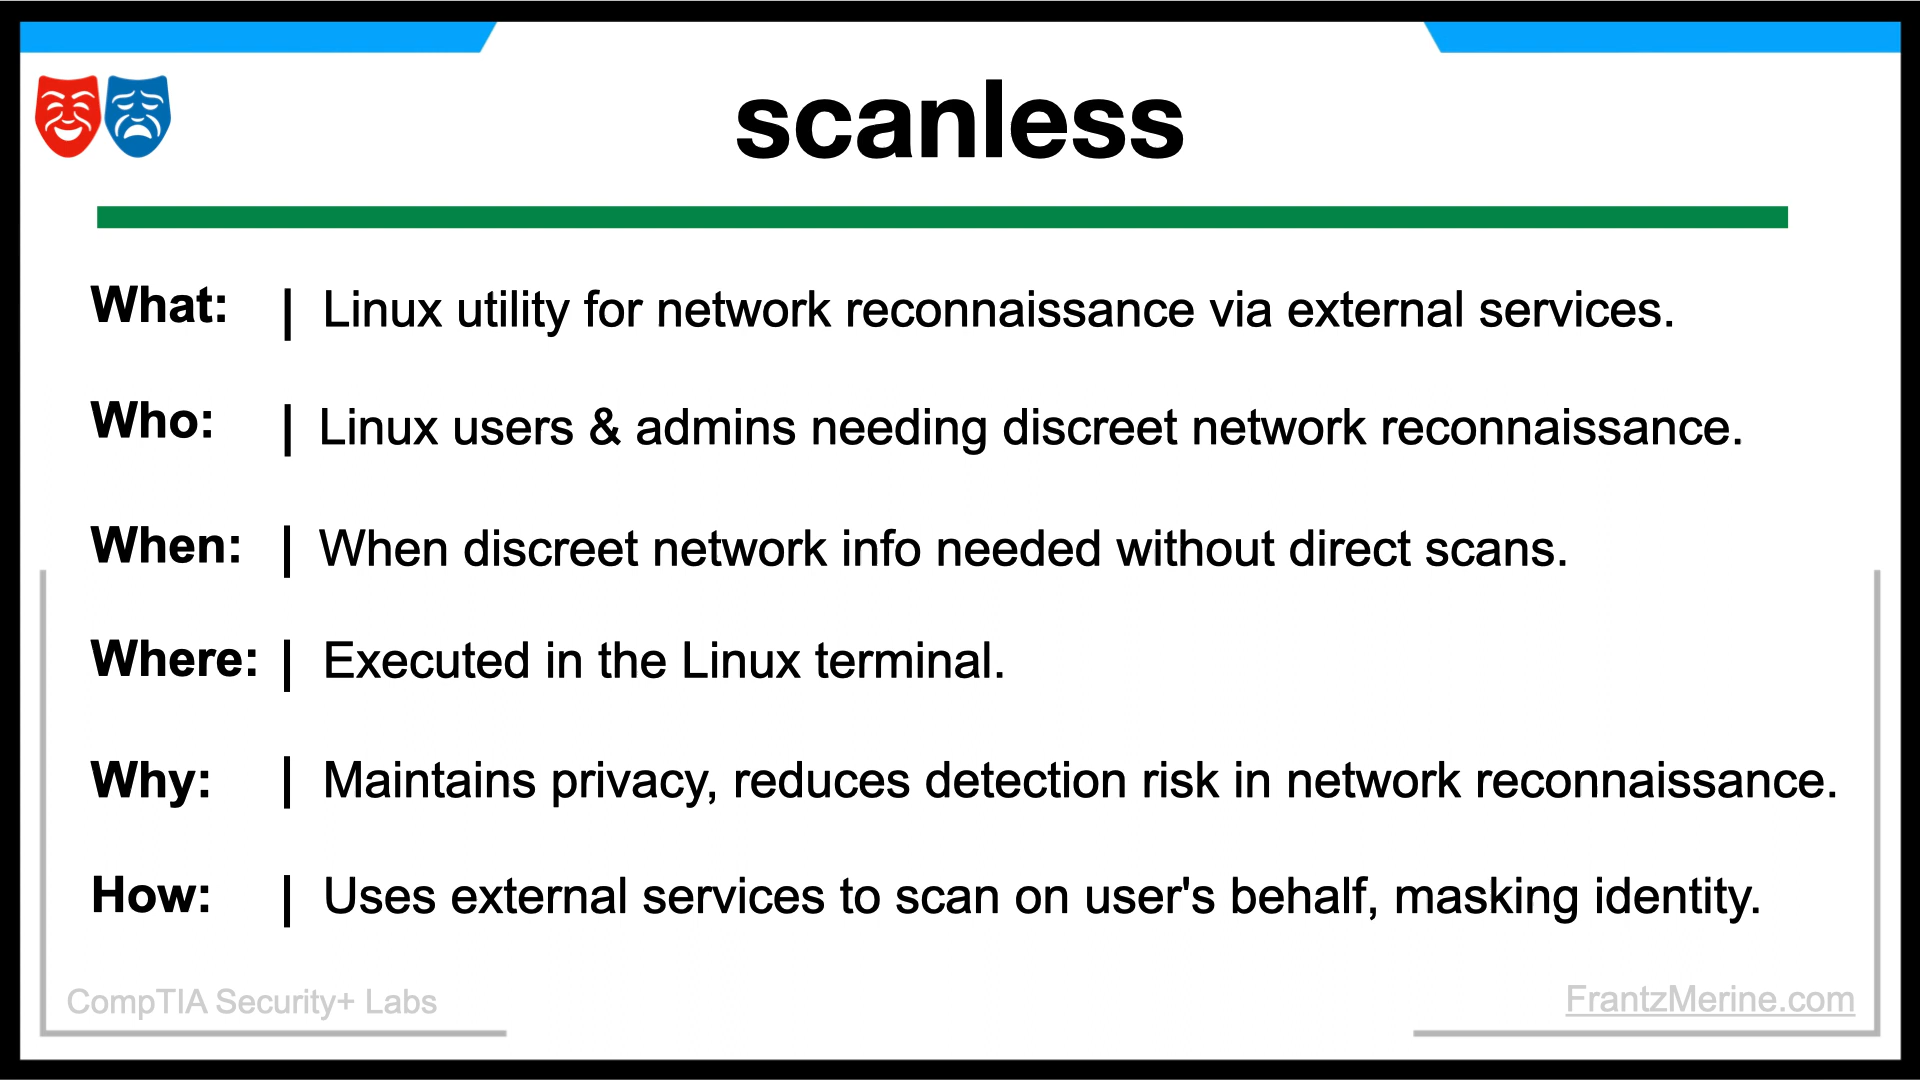 scanless
What: | Linux utility for network reconnaissance via external services.
Who: | Linux users & admins needing discreet network reconnaissance.
When: | When discreet network info needed without direct scans.
Where: | Executed in the Linux terminal.
Why: | Maintains privacy, reduces detection risk in network reconnaissance.
How: | Uses external services to scan on user's behalf, masking identity.
CompTIA Security+ Labs
FrantzMerine.com